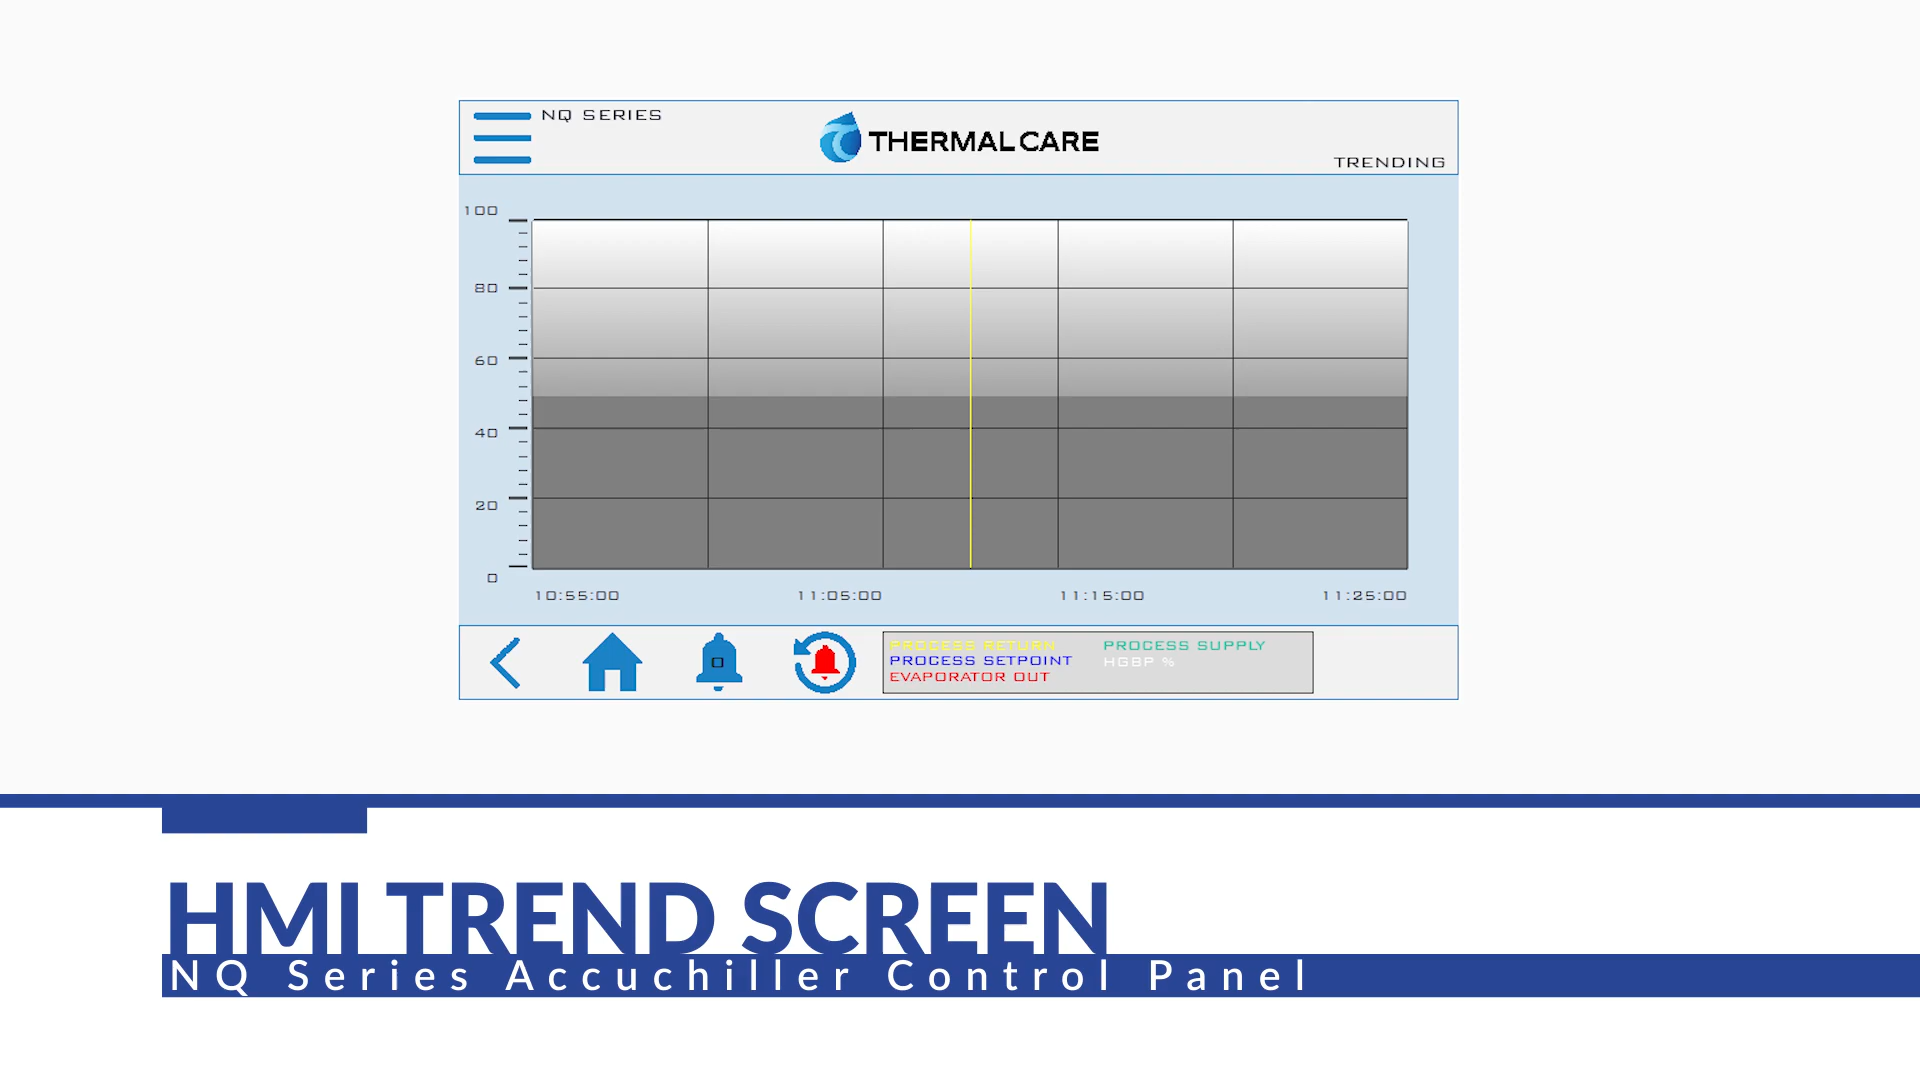 NQ SERIES
THERMAL CARE
TRENDING
100
80
60
40
20
0
10:55:00 11:05:00 11:15:00 11:25:00
0
PROCESS RETURN PROCESS SUPPLY
PROCESS SETPOINT HGBP %
EVAPORATOR OUT
HMI TREND SCREEN
NQ Series Accuchiller Control Panel